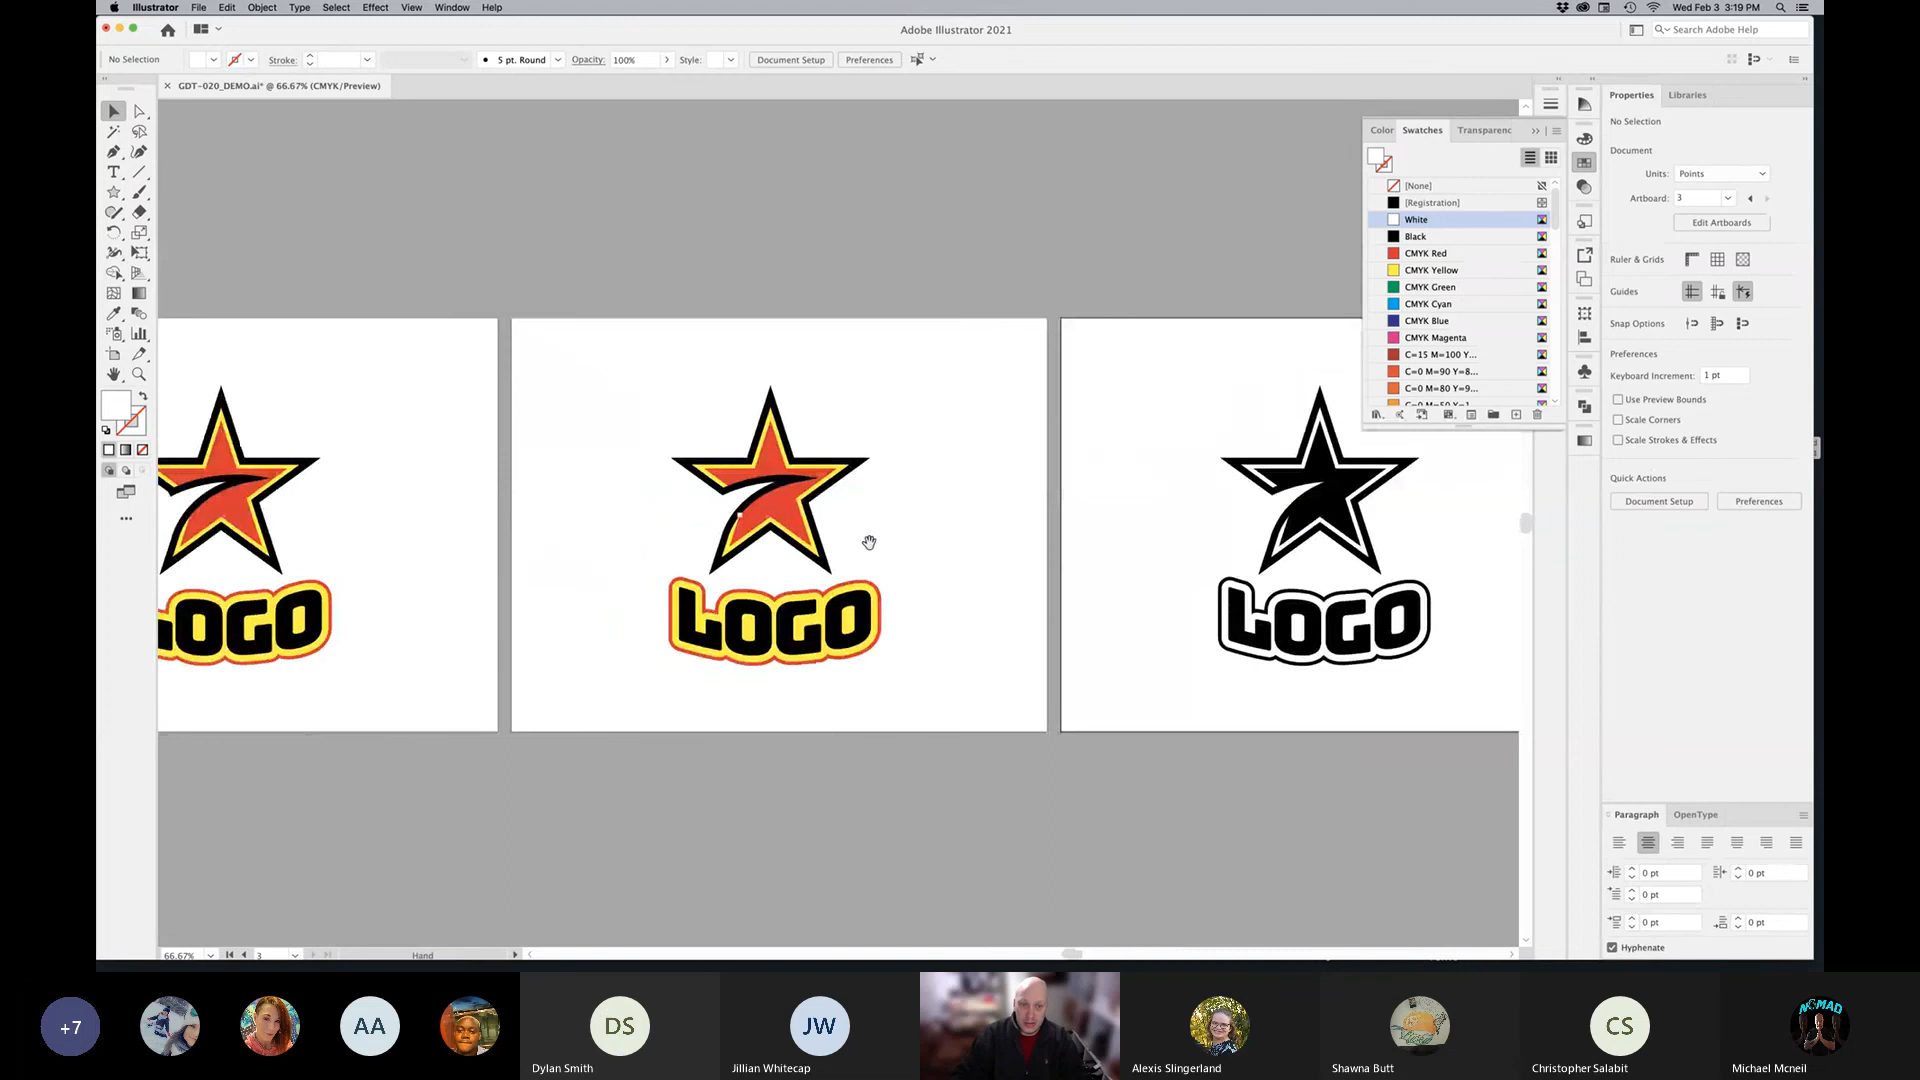 Illustrator File Edit Object Type Select Effect View Window Help
Wed Feb 3 3:19 PM
Adobe Illustrator 2021
Search Adobe Help
No Selection
Stroke:
5 pt. Round
Opacity: 100%
Style:
Document Setup
Preferences
× GDT-020_DEMO.ai* @ 66.67% (CMYK/Preview)
Color Swatches Transparenc
[None]
[Registration]
White
Black
CMYK Red
CMYK Yellow
CMYK Green
CMYK Cyan
CMYK Blue
CMYK Magenta
C=15 M=100 Y...
C=0 M=90 Y=8...
C=0 M=80 Y=9...
C=0 M=50 Y=1
Properties Libraries
No Selection
Document
Units: Points
Artboard: 3
Edit Artboards
Ruler & Grids
Guides
Snap Options
Preferences
Keyboard Increment: 1 pt
Use Preview Bounds
Scale Corners
Scale Strokes & Effects
Quick Actions
Document Setup Preferences
Paragraph OpenType
0 pt 0 pt
0 pt
0 pt 0 pt
Hyphenate
LOGO
LOGO
LOGO
66.67% 3 Hand
+7
AA
DS
Dylan Smith
JW
Jillian Whitecap
Alexis Slingerland
Shawna Butt
CS
Christopher Salabit
NOMAD
Michael Mcneil